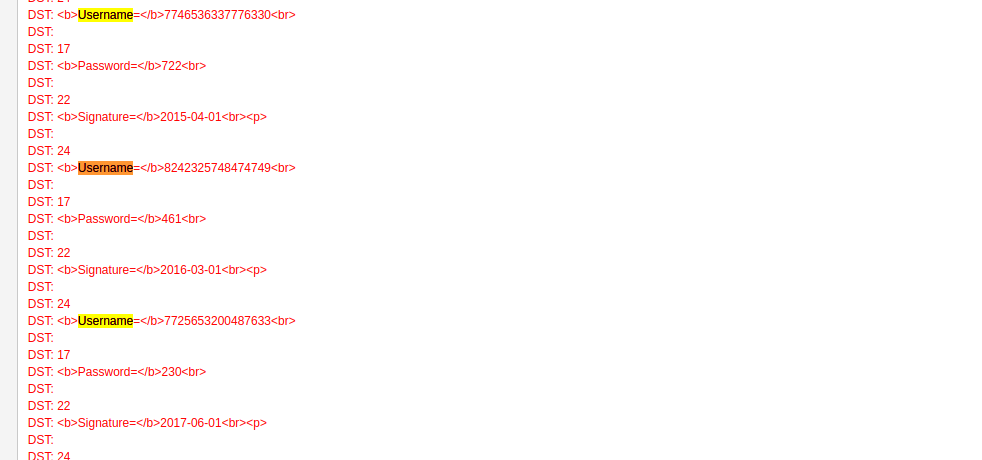 DST: 24
DST: <b>Username=</b>7746536337776330<br>
DST:
DST: 17
DST: <b>Password=</b>722<br>
DST:
DST: 22
DST: <b>Signature=</b>2015-04-01<br><p>
DST:
DST: 24
DST: <b>Username=</b>8242325748474749<br>
DST:
DST: 17
DST: <b>Password=</b>461<br>
DST:
DST: 22
DST: <b>Signature=</b>2016-03-01<br><p>
DST:
DST: 24
DST: <b>Username=</b>7725653200487633<br>
DST:
DST: 17
DST: <b>Password=</b>230<br>
DST:
DST: 22
DST: <b>Signature=</b>2017-06-01<br><p>
DST:
DST: 24